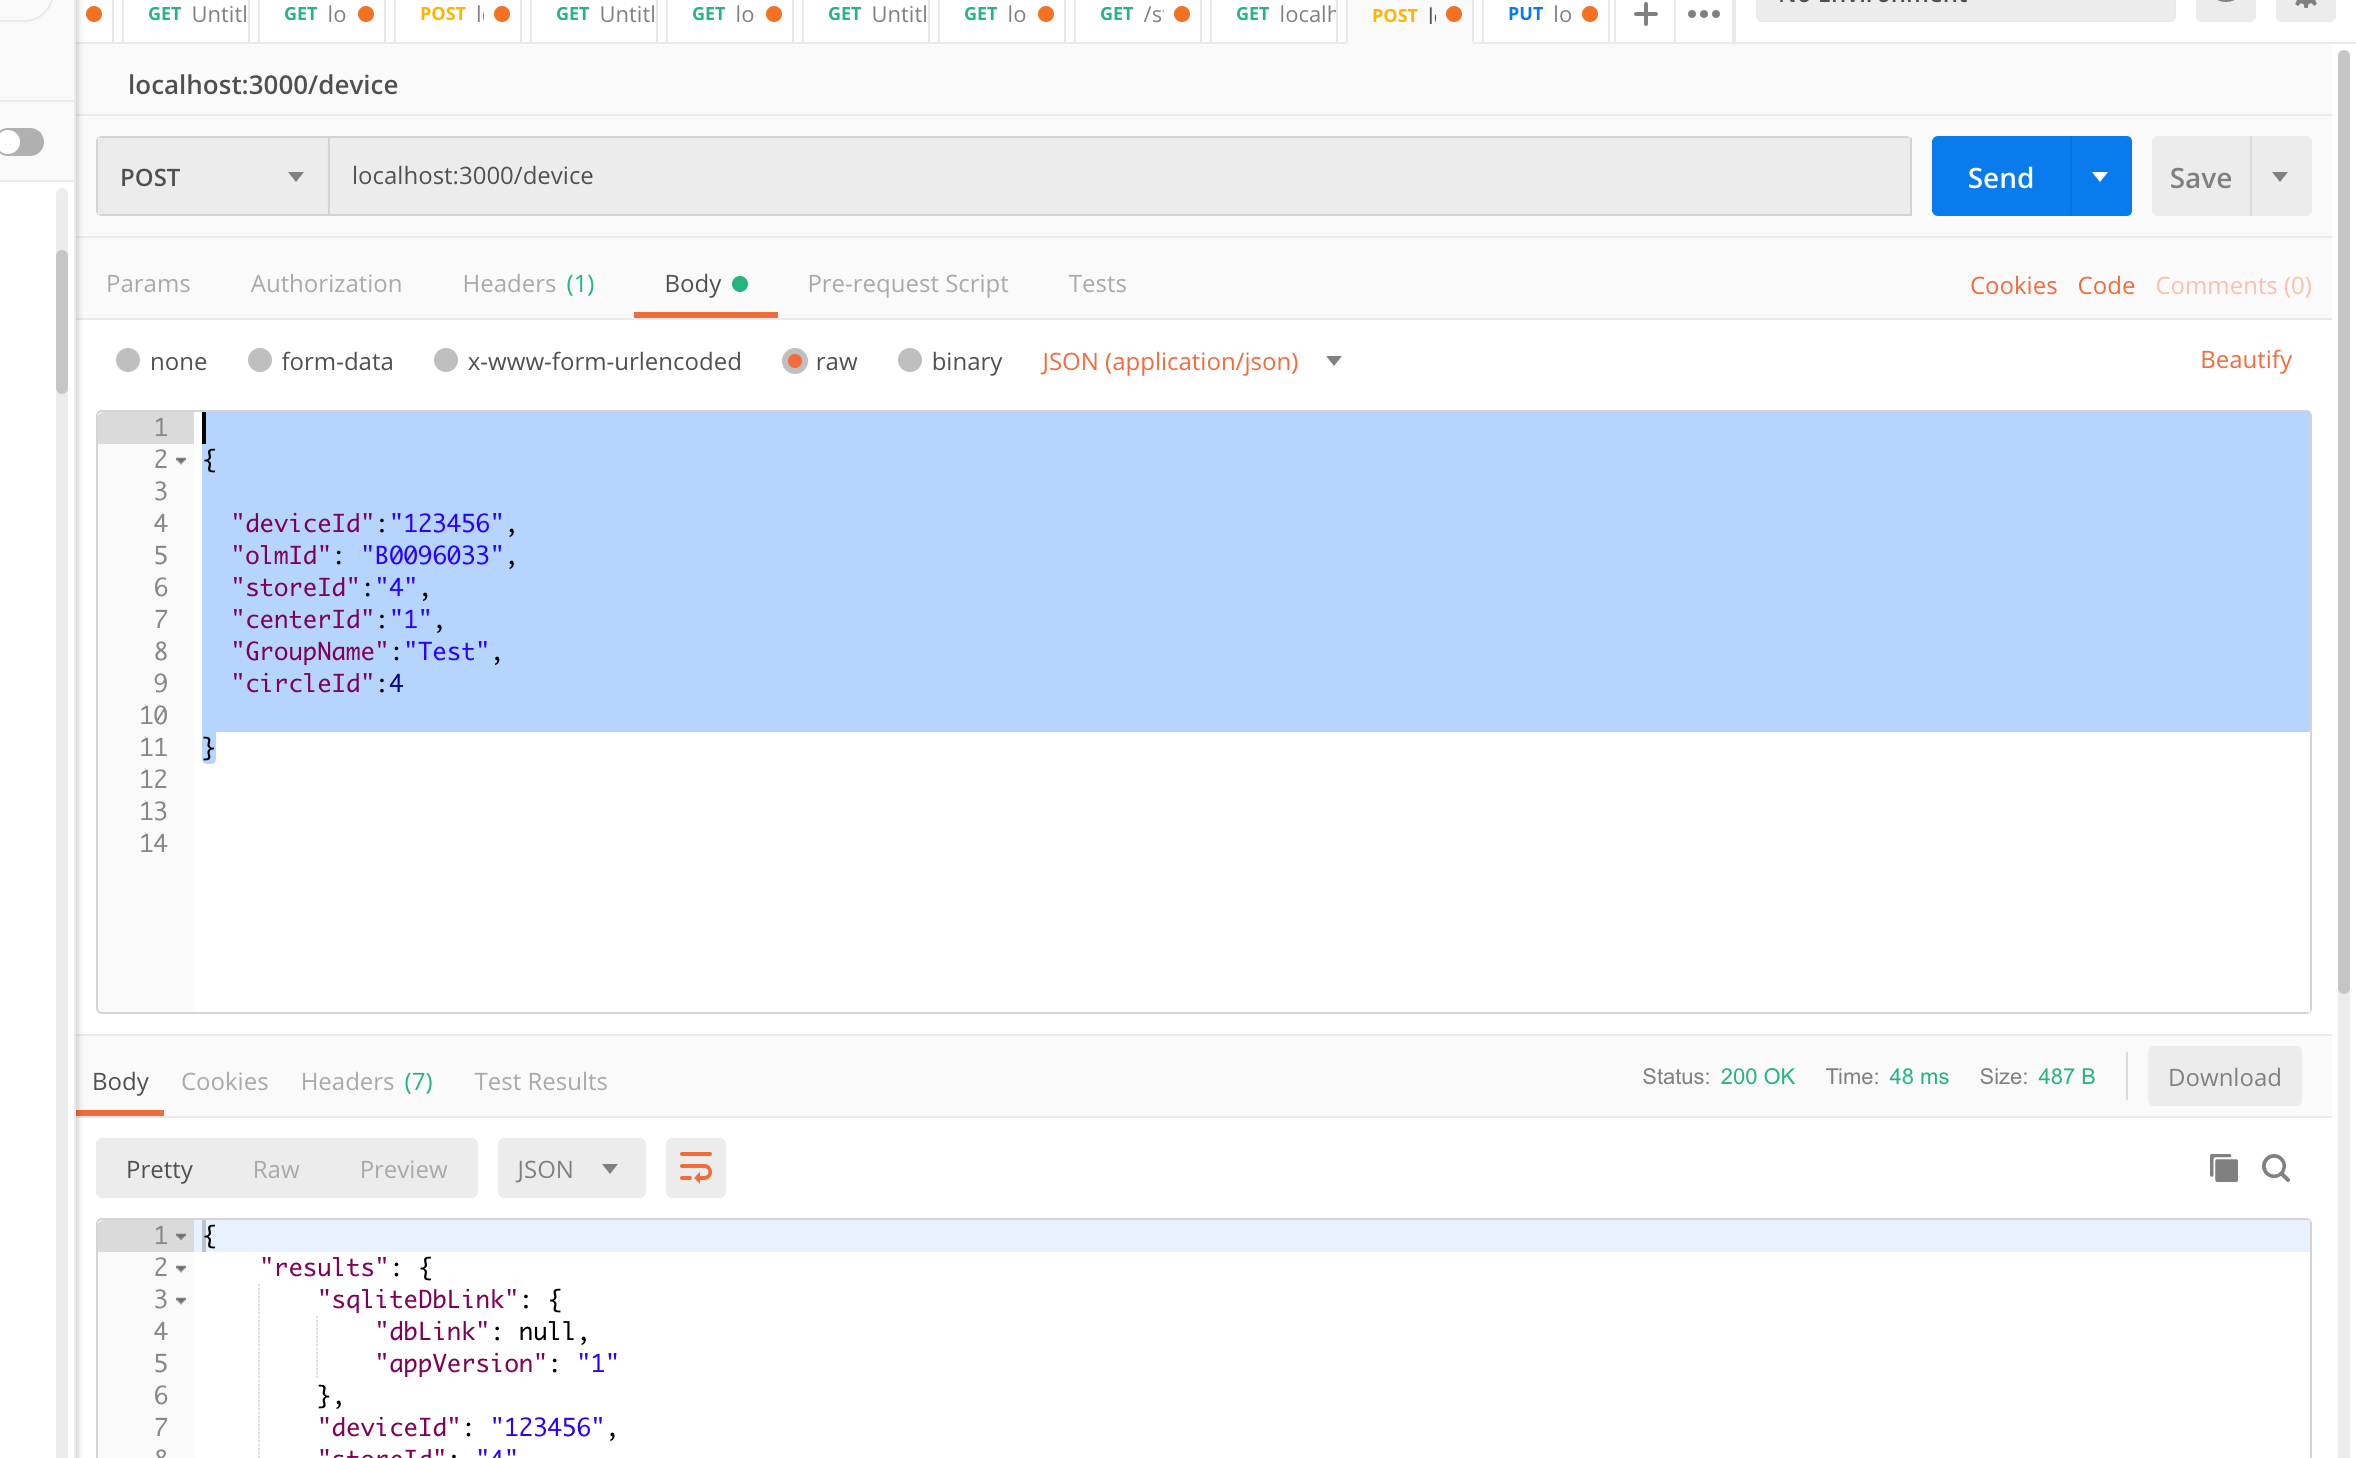 GET Untitl GET lo POST GET Untitl GET lo GET Untitl GET lo GET GET localh POST PUT lo
No Environment
localhost:3000/device
POST localhost:3000/device Send Save
Params Authorization Headers (1) Body Pre-request Script Tests Cookies Code Comments (0)
none form-data x-www-form-urlencoded raw binary JSON (application/json) Beautify
1
2 {
3
4 "deviceId":"123456",
5 "olmId": "B0096033",
6 "storeId":"4",
7 "centerId":"1",
8 "GroupName":"Test",
9 "circleId":4
10
11 }
12
13
14
Body Cookies Headers (7) Test Results Status: 200 OK Time: 48 ms Size: 487 B Download
Pretty Raw Preview JSON
1 {
2 "results": {
3 "sqliteDbLink": {
4 "dbLink": null,
5 "appVersion": "1"
6 },
7 "deviceId": "123456",
8 "storeId": "4"